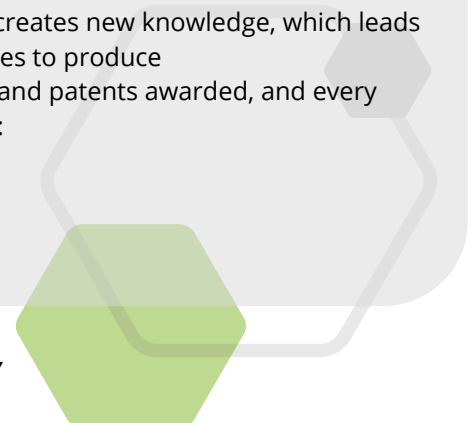 creates new knowledge, which leads
es to produce
and patents awarded, and every
: